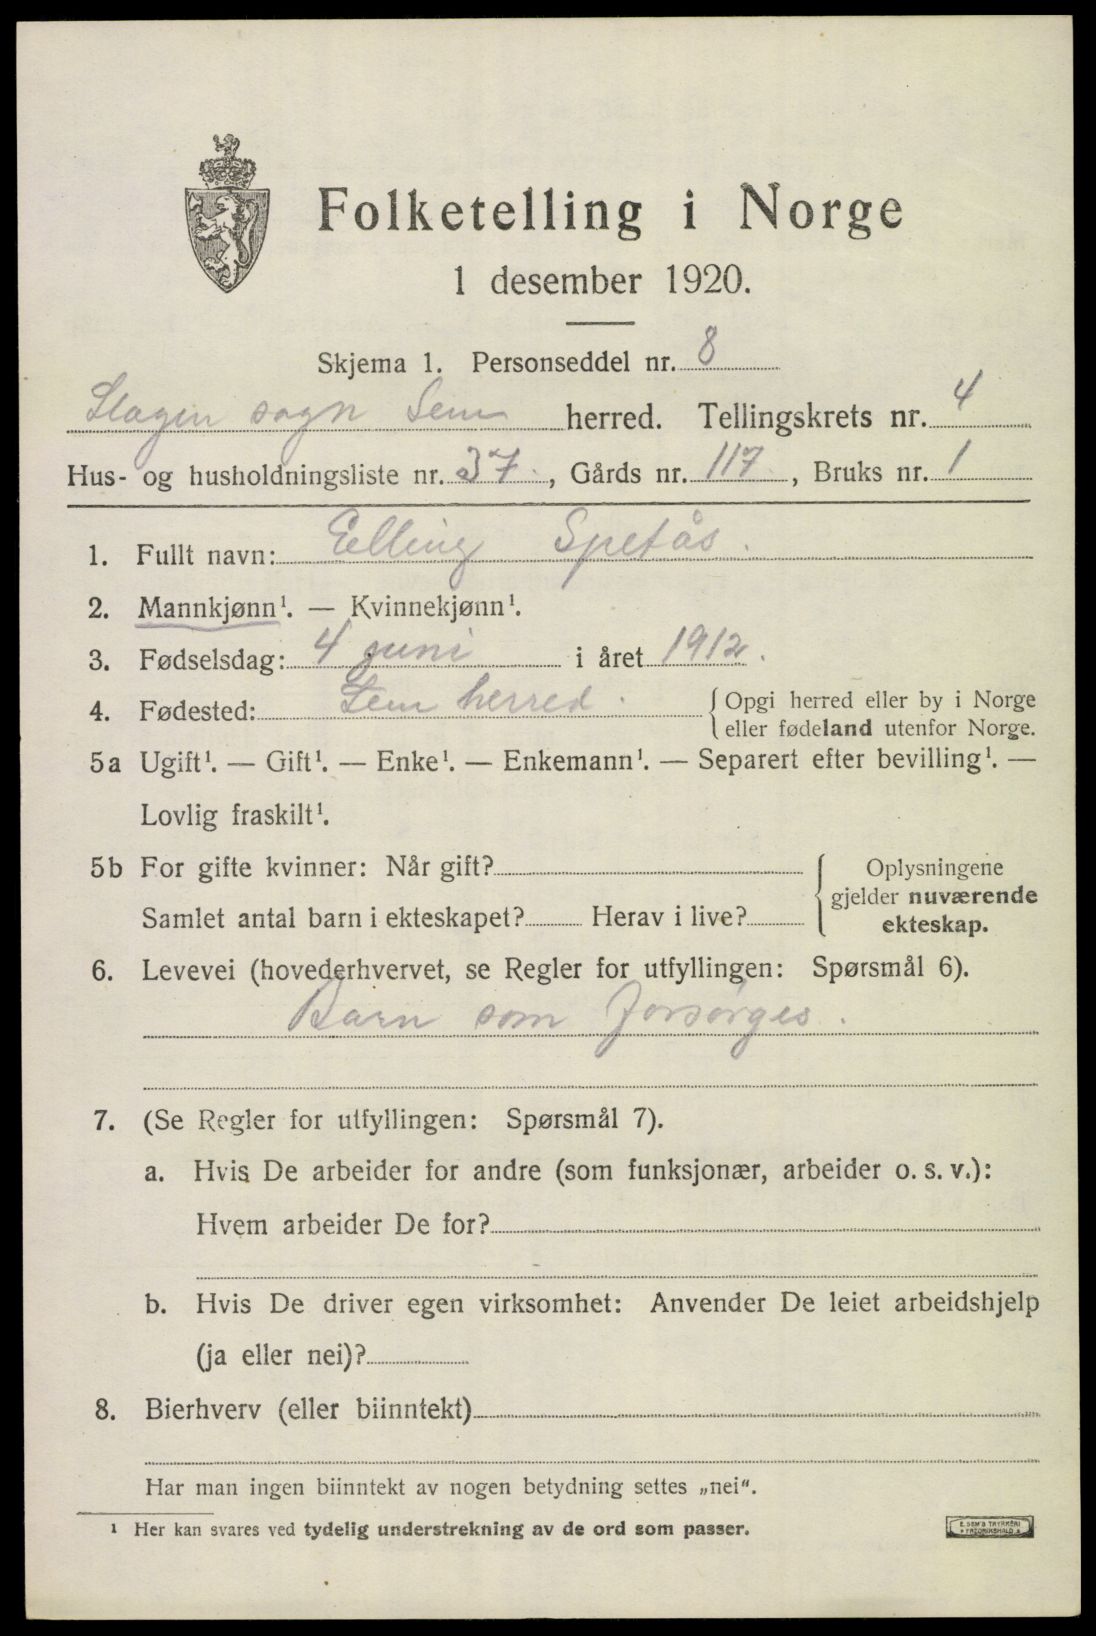 Folketelling i Norge
1 desember 1920.
Skjema 1. Personseddel nr. 8
Slagen sogn Sem herred. Tellingskrets nr. 4
Hus- og husholdningsliste nr. 37, Gårds nr. 117, Bruks nr. 1
1. Fullt navn: Elling Spetås.
2. Mannkjønn¹. — Kvinnekjønn¹.
3. Fødselsdag: 4 juni i året 1912.
4. Fødested: Sem herred. Opgi herred eller by i Norge
eller fødeland utenfor Norge.
5a Ugift¹. — Gift¹. — Enke¹. — Enkemann¹. — Separert efter bevilling¹. —
Lovlig fraskilt¹.
5b For gifte kvinner: Når gift?
Samlet antal barn i ekteskapet? Herav i live?
Oplysningene
gjelder nuværende
ekteskap.
6. Levevei (hovederhvervet, se Regler for utfyllingen: Spørsmål 6).
Barn som forsørges.
7. (Se Regler for utfyllingen: Spørsmål 7).
a. Hvis De arbeider for andre (som funksjonær, arbeider o. s. v.):
Hvem arbeider De for?
b. Hvis De driver egen virksomhet: Anvender De leiet arbeidshjelp
(ja eller nei)?
8. Bierhverv (eller biinntekt)
Har man ingen biinntekt av nogen betydning settes „nei".
¹ Her kan svares ved tydelig understrekning av de ord som passer.
E. SEM'S TRYKKERI
FREDRIKSHALD